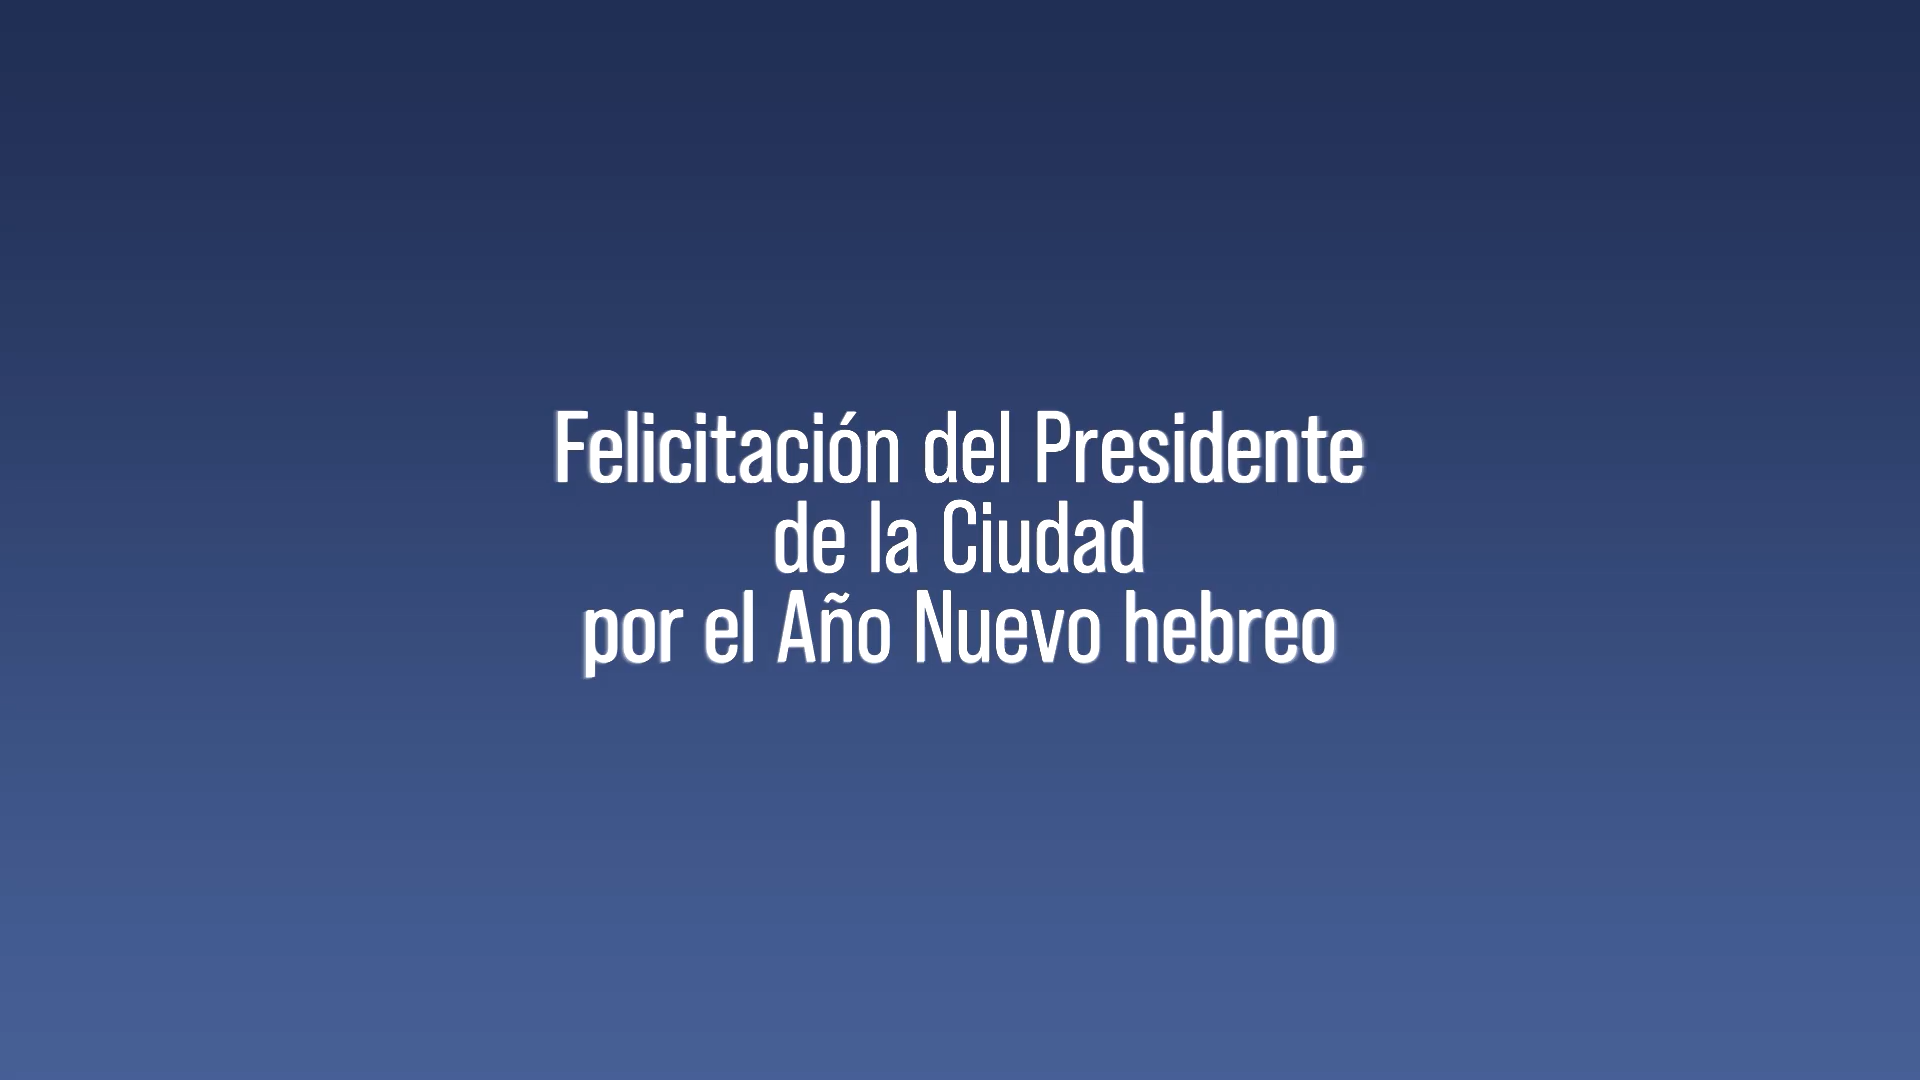 Felicitación del Presidente
de la Ciudad
por el Año Nuevo hebreo